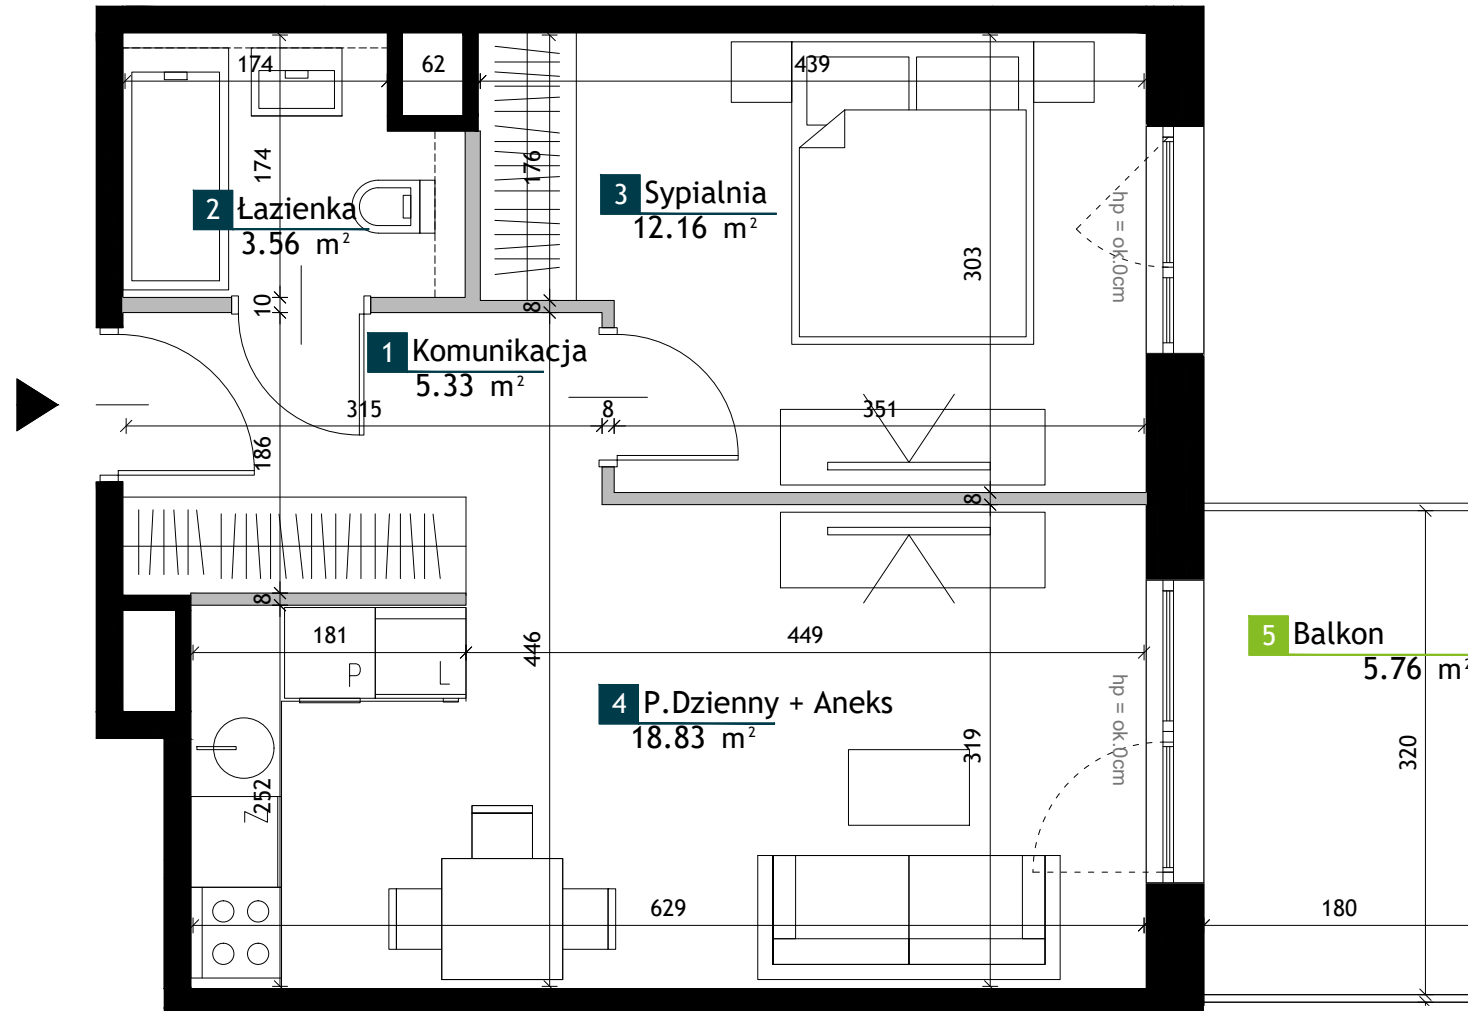 174
62
439
174
176
2 Łazienka
3.56 m²
3 Sypialnia
12.16 m²
303
hp = ok.0cm
10
8
1 Komunikacja
5.33 m²
315
8
351
186
8
8
181
P
L
446
449
5 Balkon
5.76 m²
4 P.Dzienny + Aneks
18.83 m²
319
hp = ok.0cm
320
252
Z
629
180